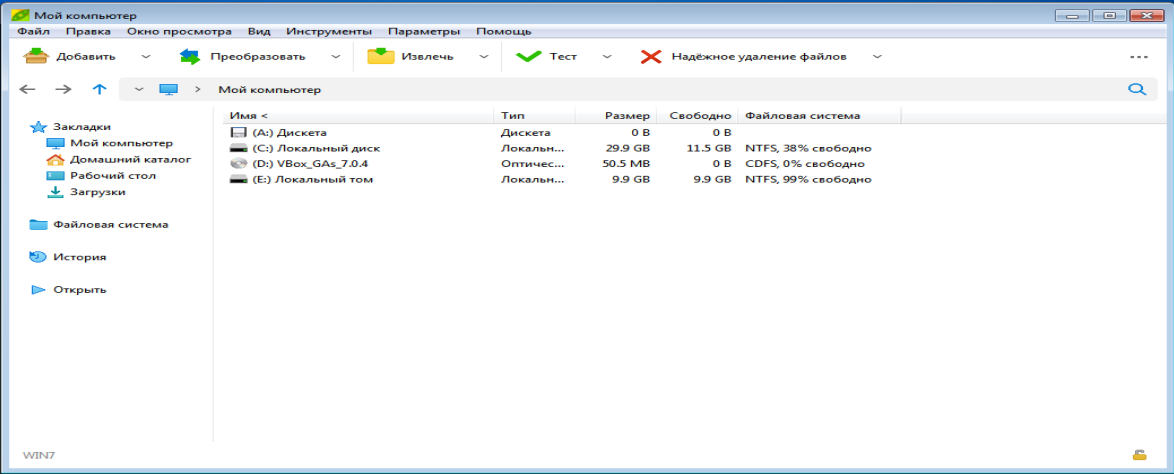 Мой компьютер
Файл Правка Окно просмотра Вид Инструменты Параметры Помощь
Добавить Преобразовать Извлечь Тест Надёжное удаление файлов
Мой компьютер
Имя < Тип Размер Свободно Файловая система
(A:) Дискета Дискета 0 B 0 B
(C:) Локальный диск Локальн... 29.9 GB 11.5 GB NTFS, 38% свободно
(D:) VBox_GAs_7.0.4 Оптичес... 50.5 MB 0 B CDFS, 0% свободно
(E:) Локальный том Локальн... 9.9 GB 9.9 GB NTFS, 99% свободно
Закладки
Мой компьютер
Домашний каталог
Рабочий стол
Загрузки
Файловая система
История
Открыть
WIN7